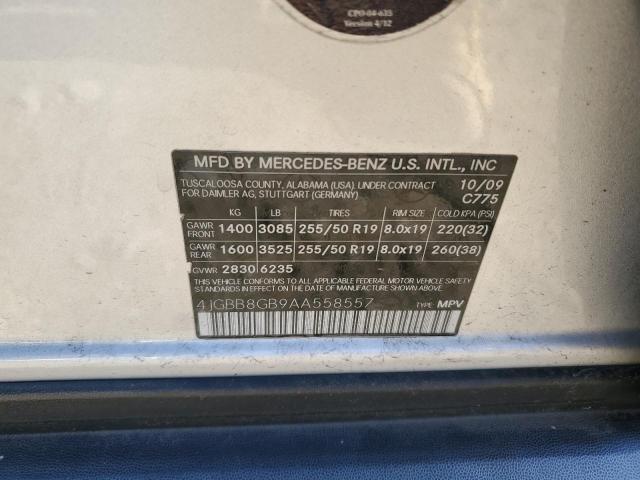 CPO-04-635
Version 4/12
MFD BY MERCEDES-BENZ U.S. INTL., INC
TUSCALOOSA COUNTY, ALABAMA (USA) UNDER CONTRACT 10/09
FOR DAIMLER AG, STUTTGART (GERMANY) C775
KG LB TIRES RIM SIZE COLD KPA (PSI)
GAWR FRONT 1400 3085 255/50 R19 8.0x19 220(32)
GAWR REAR 1600 3525 255/50 R19 8.0x19 260(38)
GVWR 2830 6235
THIS VEHICLE CONFORMS TO ALL APPLICABLE FEDERAL MOTOR VEHICLE
SAFETY STANDARDS IN EFFECT ON THE DATE OF MANUFACTURE SHOWN ABOVE.
4JGBB8GB9AA558557 TYPE: MPV